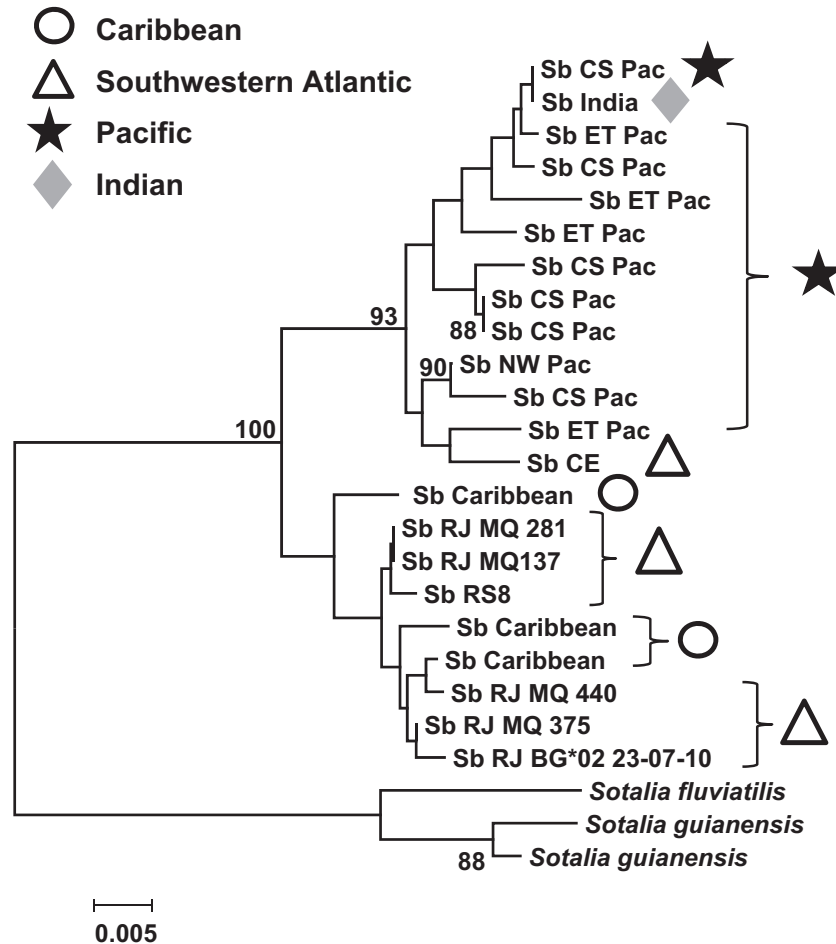 Caribbean
Southwestern Atlantic
Pacific
Indian
Sb CS Pac
Sb India
Sb ET Pac
Sb CS Pac
Sb ET Pac
Sb ET Pac
Sb CS Pac
Sb CS Pac
93
88 Sb CS Pac
90 Sb NW Pac
Sb CS Pac
Sb ET Pac
100
Sb CE
Sb Caribbean
Sb RJ MQ 281
Sb RJ MQ137
Sb RS8
Sb Caribbean
Sb Caribbean
Sb RJ MQ 440
Sb RJ MQ 375
Sb RJ BG*02 23-07-10
Sotalia fluviatilis
Sotalia guianensis
88 Sotalia guianensis
0.005